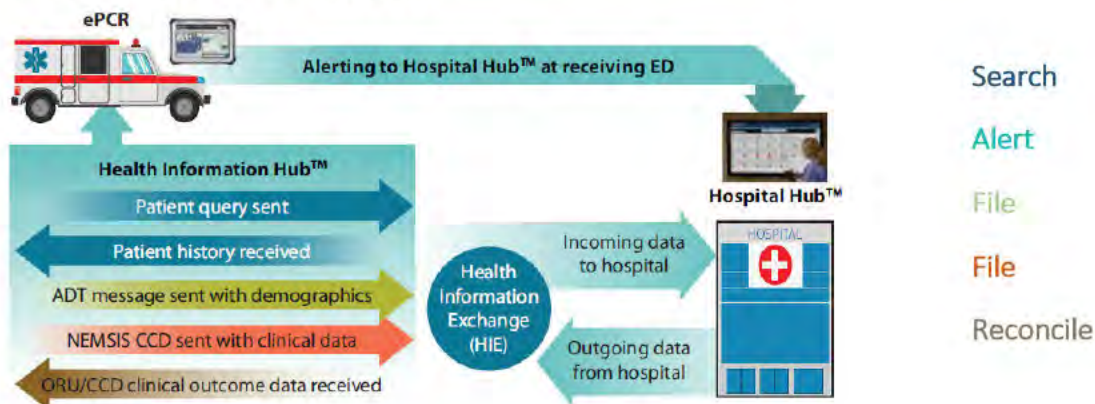 ePCR
Alerting to Hospital Hub™ at receiving ED
Health Information Hub™
Patient query sent
Patient history received
ADT message sent with demographics
NEMSIS CCD sent with clinical data
ORU/CCD clinical outcome data received
Health
Information
Exchange
(HIE)
Incoming data
to hospital
Outgoing data
from hospital
Hospital Hub™
HOSPITAL
Search
Alert
File
File
Reconcile